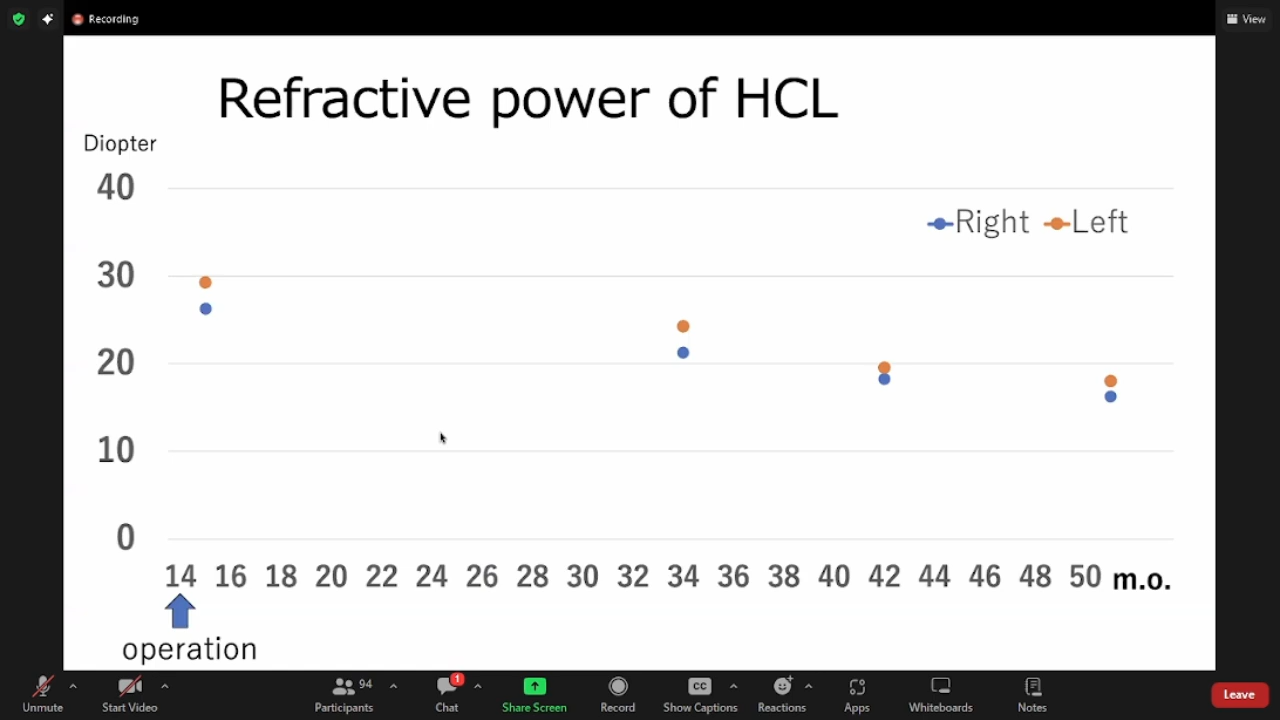 Recording
View
Refractive power of HCL
Diopter
40
Right Left
30
20
10
0
14 16 18 20 22 24 26 28 30 32 34 36 38 40 42 44 46 48 50 m.o.
operation
94
1
CC
Unmute Start Video Participants Chat Share Screen Record Show Captions Reactions Apps Whiteboards Notes Leave